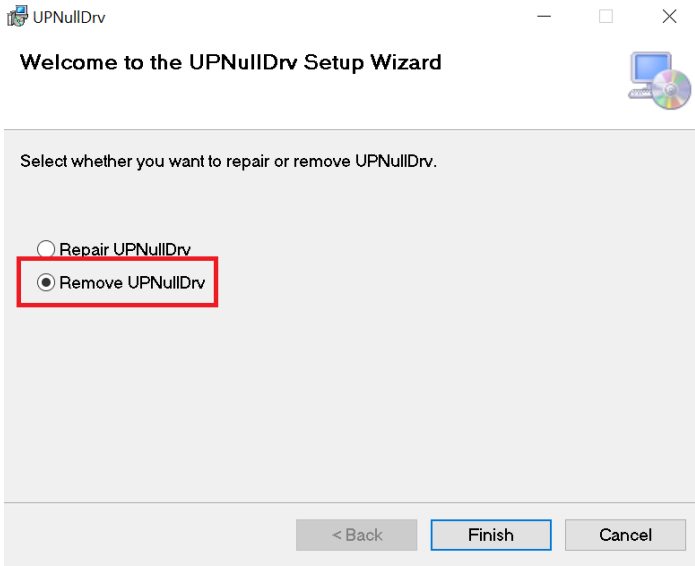 UPNullDrv
Welcome to the UPNullDrv Setup Wizard
Select whether you want to repair or remove UPNullDrv.
Repair UPNullDrv
Remove UPNullDrv
< Back
Finish
Cancel